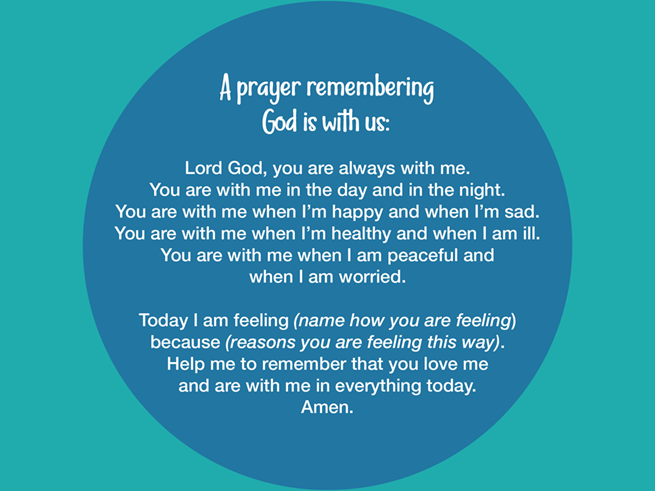 A prayer remembering
God is with us:
Lord God, you are always with me.
You are with me in the day and in the night.
You are with me when I’m happy and when I’m sad.
You are with me when I’m healthy and when I am ill.
You are with me when I am peaceful and
when I am worried.
Today I am feeling (name how you are feeling)
because (reasons you are feeling this way).
Help me to remember that you love me
and are with me in everything today.
Amen.